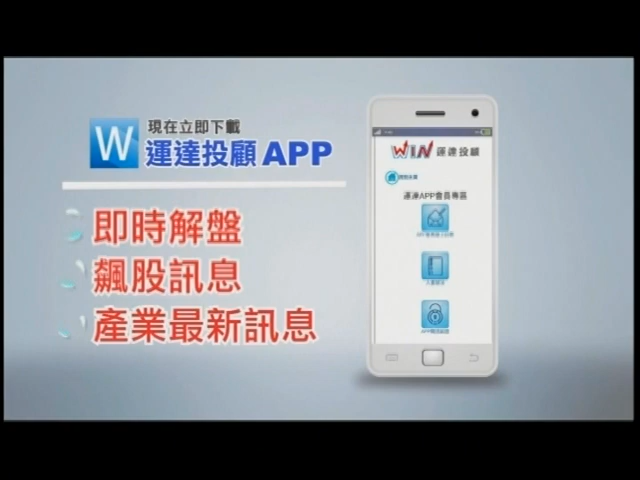 W
現在立即下載
運達投顧 APP
即時解盤
飆股訊息
產業最新訊息
WIN 運達投顧
運達APP會員專區